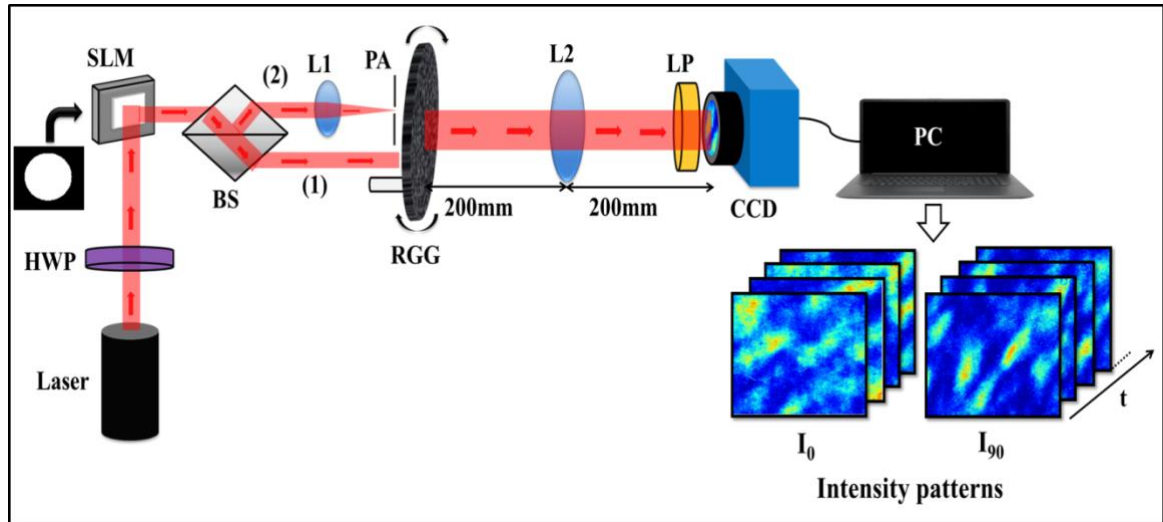 SLM
(2)
L1
PA
L2
LP
PC
BS
(1)
200mm
200mm
CCD
HWP
RGG
Laser
t
I₀
I₉₀
Intensity patterns